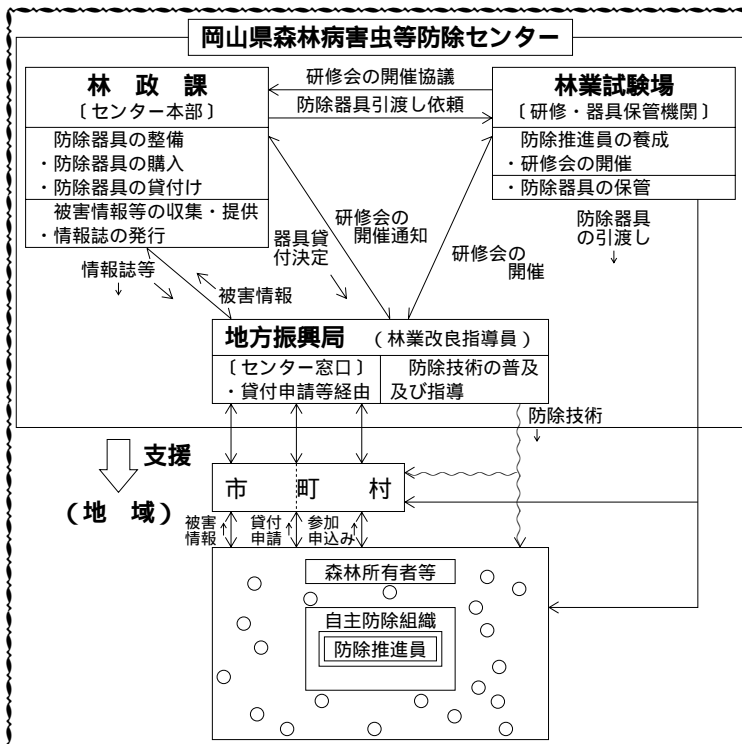 岡山県森林病害虫等防除センター
林　政　課
〔センター本部〕
防除器具の整備
・防除器具の購入
・防除器具の貸付け
被害情報等の収集・提供
・情報誌の発行
研修会の開催協議
防除器具引渡し依頼
林業試験場
〔研修・器具保管機関〕
防除推進員の養成
・研修会の開催
・防除器具の保管
防除器具
の引渡し
研修会の
開催通知
器具貸
付決定
研修会の
開催
情報誌等
被害情報
地方振興局　（林業改良指導員）
〔センター窓口〕
・貸付申請等経由
防除技術の普及
及び指導
防除技術
支援
（地　域）
市　町　村
被害
情報
貸付
申請
参加
申込み
森林所有者等
自主防除組織
防除推進員